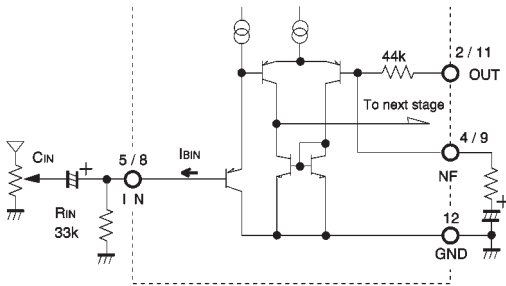 44k
2 / 11
OUT
To next stage
4 / 9
NF
CIN
+
5 / 8
IBIN
I N
RIN
33k
+
12
GND